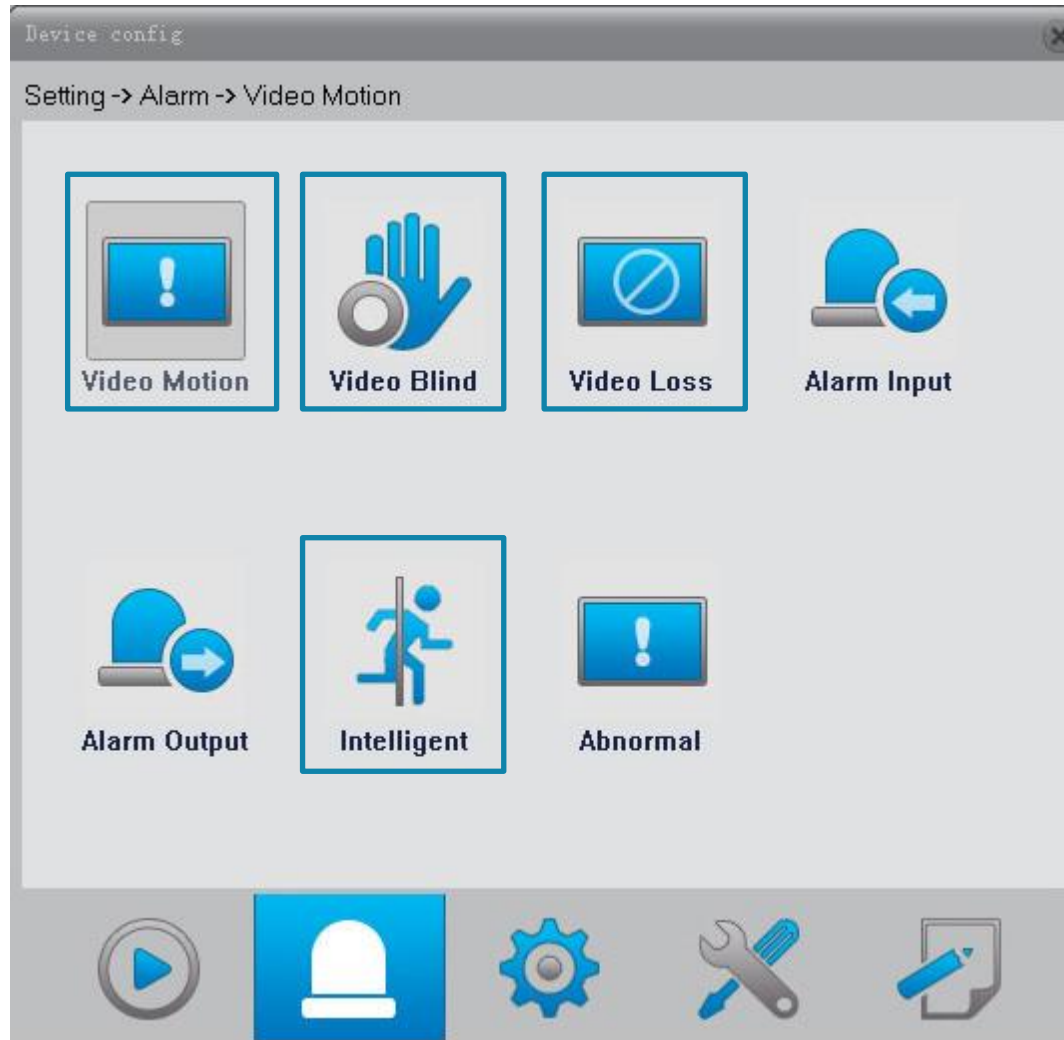 Device config
Setting -> Alarm -> Video Motion
Video Motion Video Blind Video Loss Alarm Input
Alarm Output Intelligent Abnormal